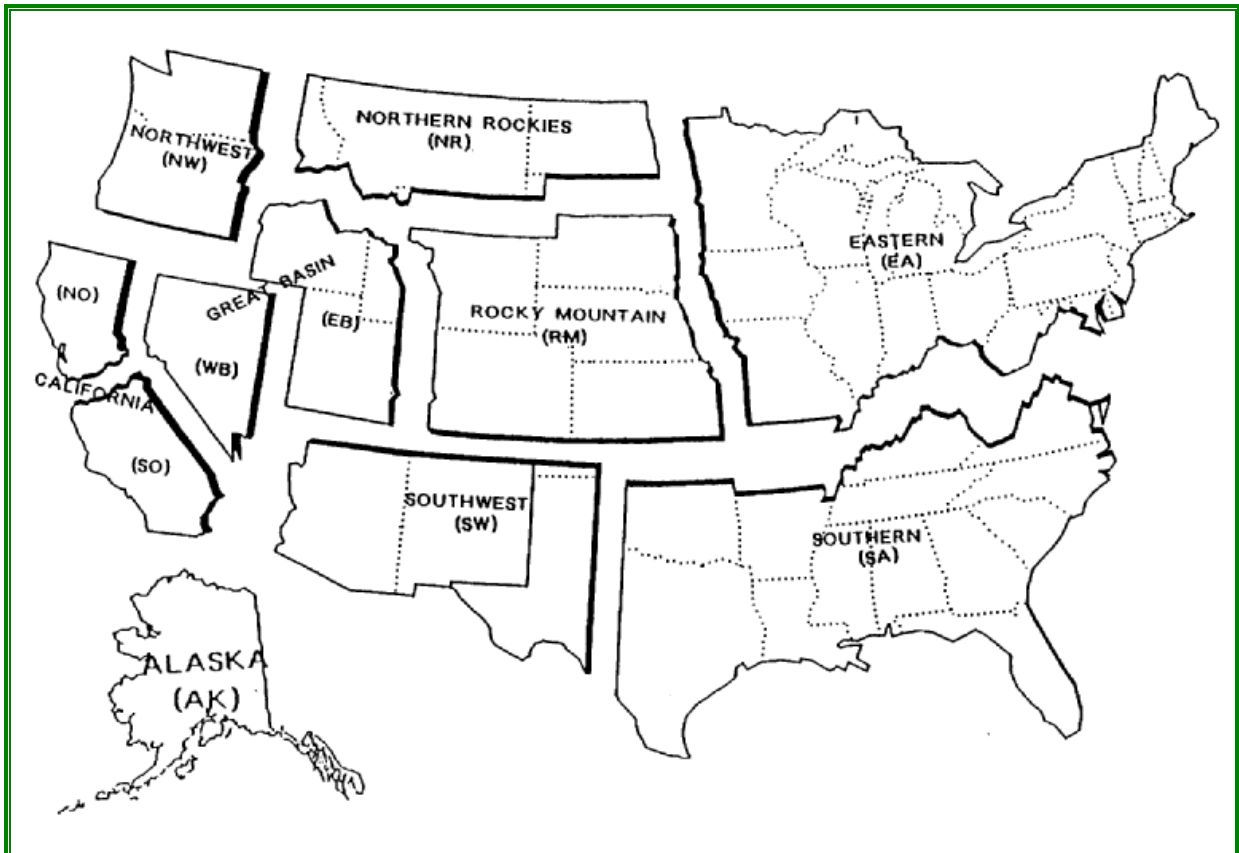 NORTHWEST
(NW)
NORTHERN ROCKIES
(NR)
EASTERN
(EA)
(NO)
GREAT BASIN
(EB)
(WB)
ROCKY MOUNTAIN
(RM)
CALIFORNIA
(SO)
SOUTHWEST
(SW)
SOUTHERN
(SA)
ALASKA
(AK)